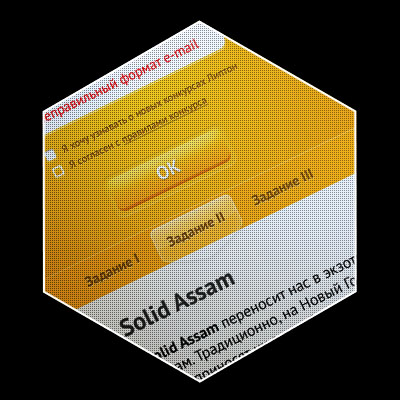 еправильный формат e-mail
Я хочу узнавать о новых конкурсах Липтон
Я согласен с правилами конкурса
OK
Задание I Задание II Задание III
Solid Assam
olid Assam переносит нас в экзот
ам. Традиционно, на Новый Го